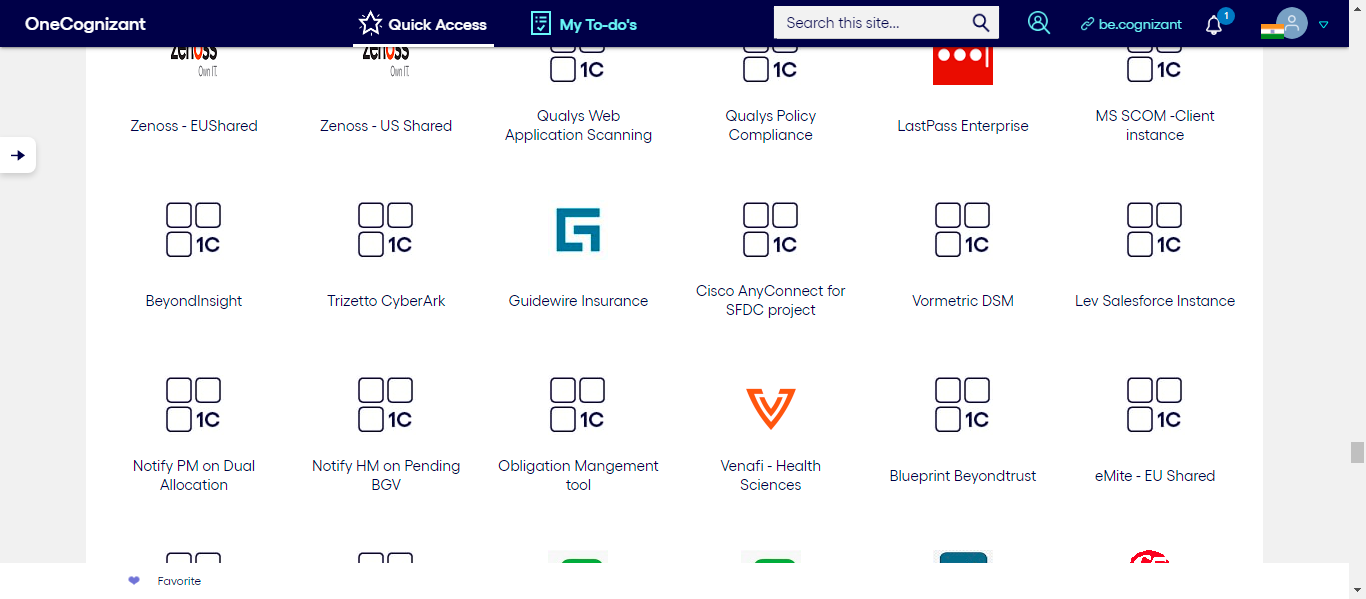 OneCognizant
Quick Access
My To-do's
Search this site...
be.cognizant
1
Zenoss
Own IT.
Zenoss
Own IT.
1C
1C
1C
Zenoss - EUShared
Zenoss - US Shared
Qualys Web
Application Scanning
Qualys Policy
Compliance
LastPass Enterprise
MS SCOM -Client
instance
1C
1C
1C
1C
1C
BeyondInsight
Trizetto CyberArk
Guidewire Insurance
Cisco AnyConnect for
SFDC project
Vormetric DSM
Lev Salesforce Instance
1C
1C
1C
1C
1C
Notify PM on Dual
Allocation
Notify HM on Pending
BGV
Obligation Mangement
tool
Venafi - Health
Sciences
Blueprint Beyondtrust
eMite - EU Shared
Favorite